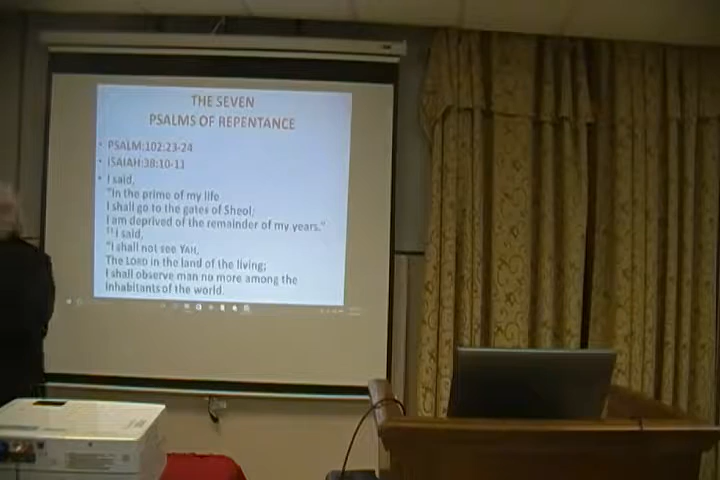 THE SEVEN
PSALMS OF REPENTANCE
• PSALM:102:23-24
• ISAIAH:38:10-11
• I said,
"In the prime of my life
I shall go to the gates of Sheol;
I am deprived of the remainder of my years."
¹¹ I said,
"I shall not see YAH,
The LORD in the land of the living;
I shall observe man no more among the
inhabitants of the world.